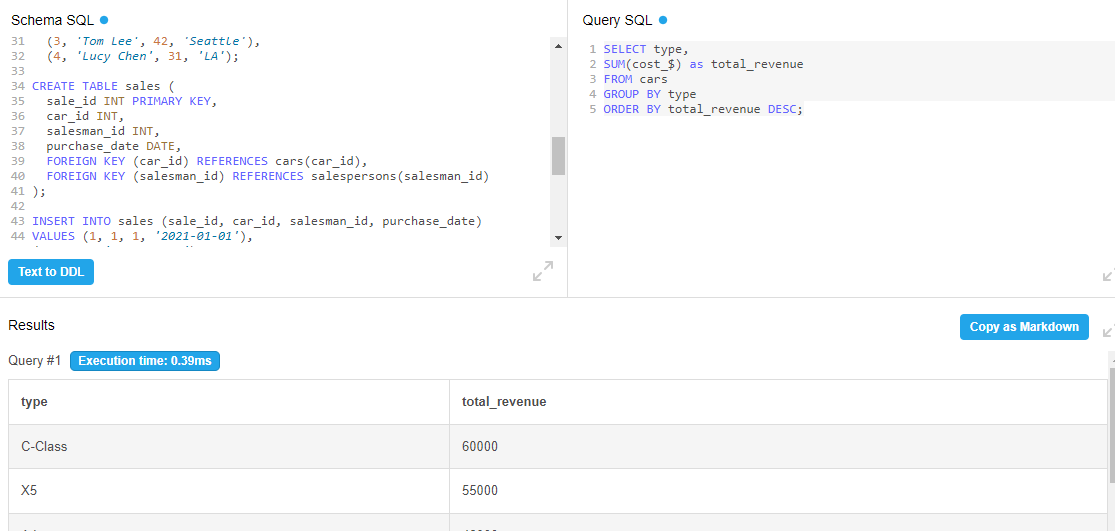 Schema SQL
31 (3, 'Tom Lee', 42, 'Seattle'),
32 (4, 'Lucy Chen', 31, 'LA');
33
34 CREATE TABLE sales (
35 sale_id INT PRIMARY KEY,
36 car_id INT,
37 salesman_id INT,
38 purchase_date DATE,
39 FOREIGN KEY (car_id) REFERENCES cars(car_id),
40 FOREIGN KEY (salesman_id) REFERENCES salespersons(salesman_id)
41 );
42
43 INSERT INTO sales (sale_id, car_id, salesman_id, purchase_date)
44 VALUES (1, 1, 1, '2021-01-01'),
Text to DDL
Query SQL
1 SELECT type,
2 SUM(cost_$) as total_revenue
3 FROM cars
4 GROUP BY type
5 ORDER BY total_revenue DESC;
Results
Copy as Markdown
Query #1 Execution time: 0.39ms
type total_revenue
C-Class 60000
X5 55000